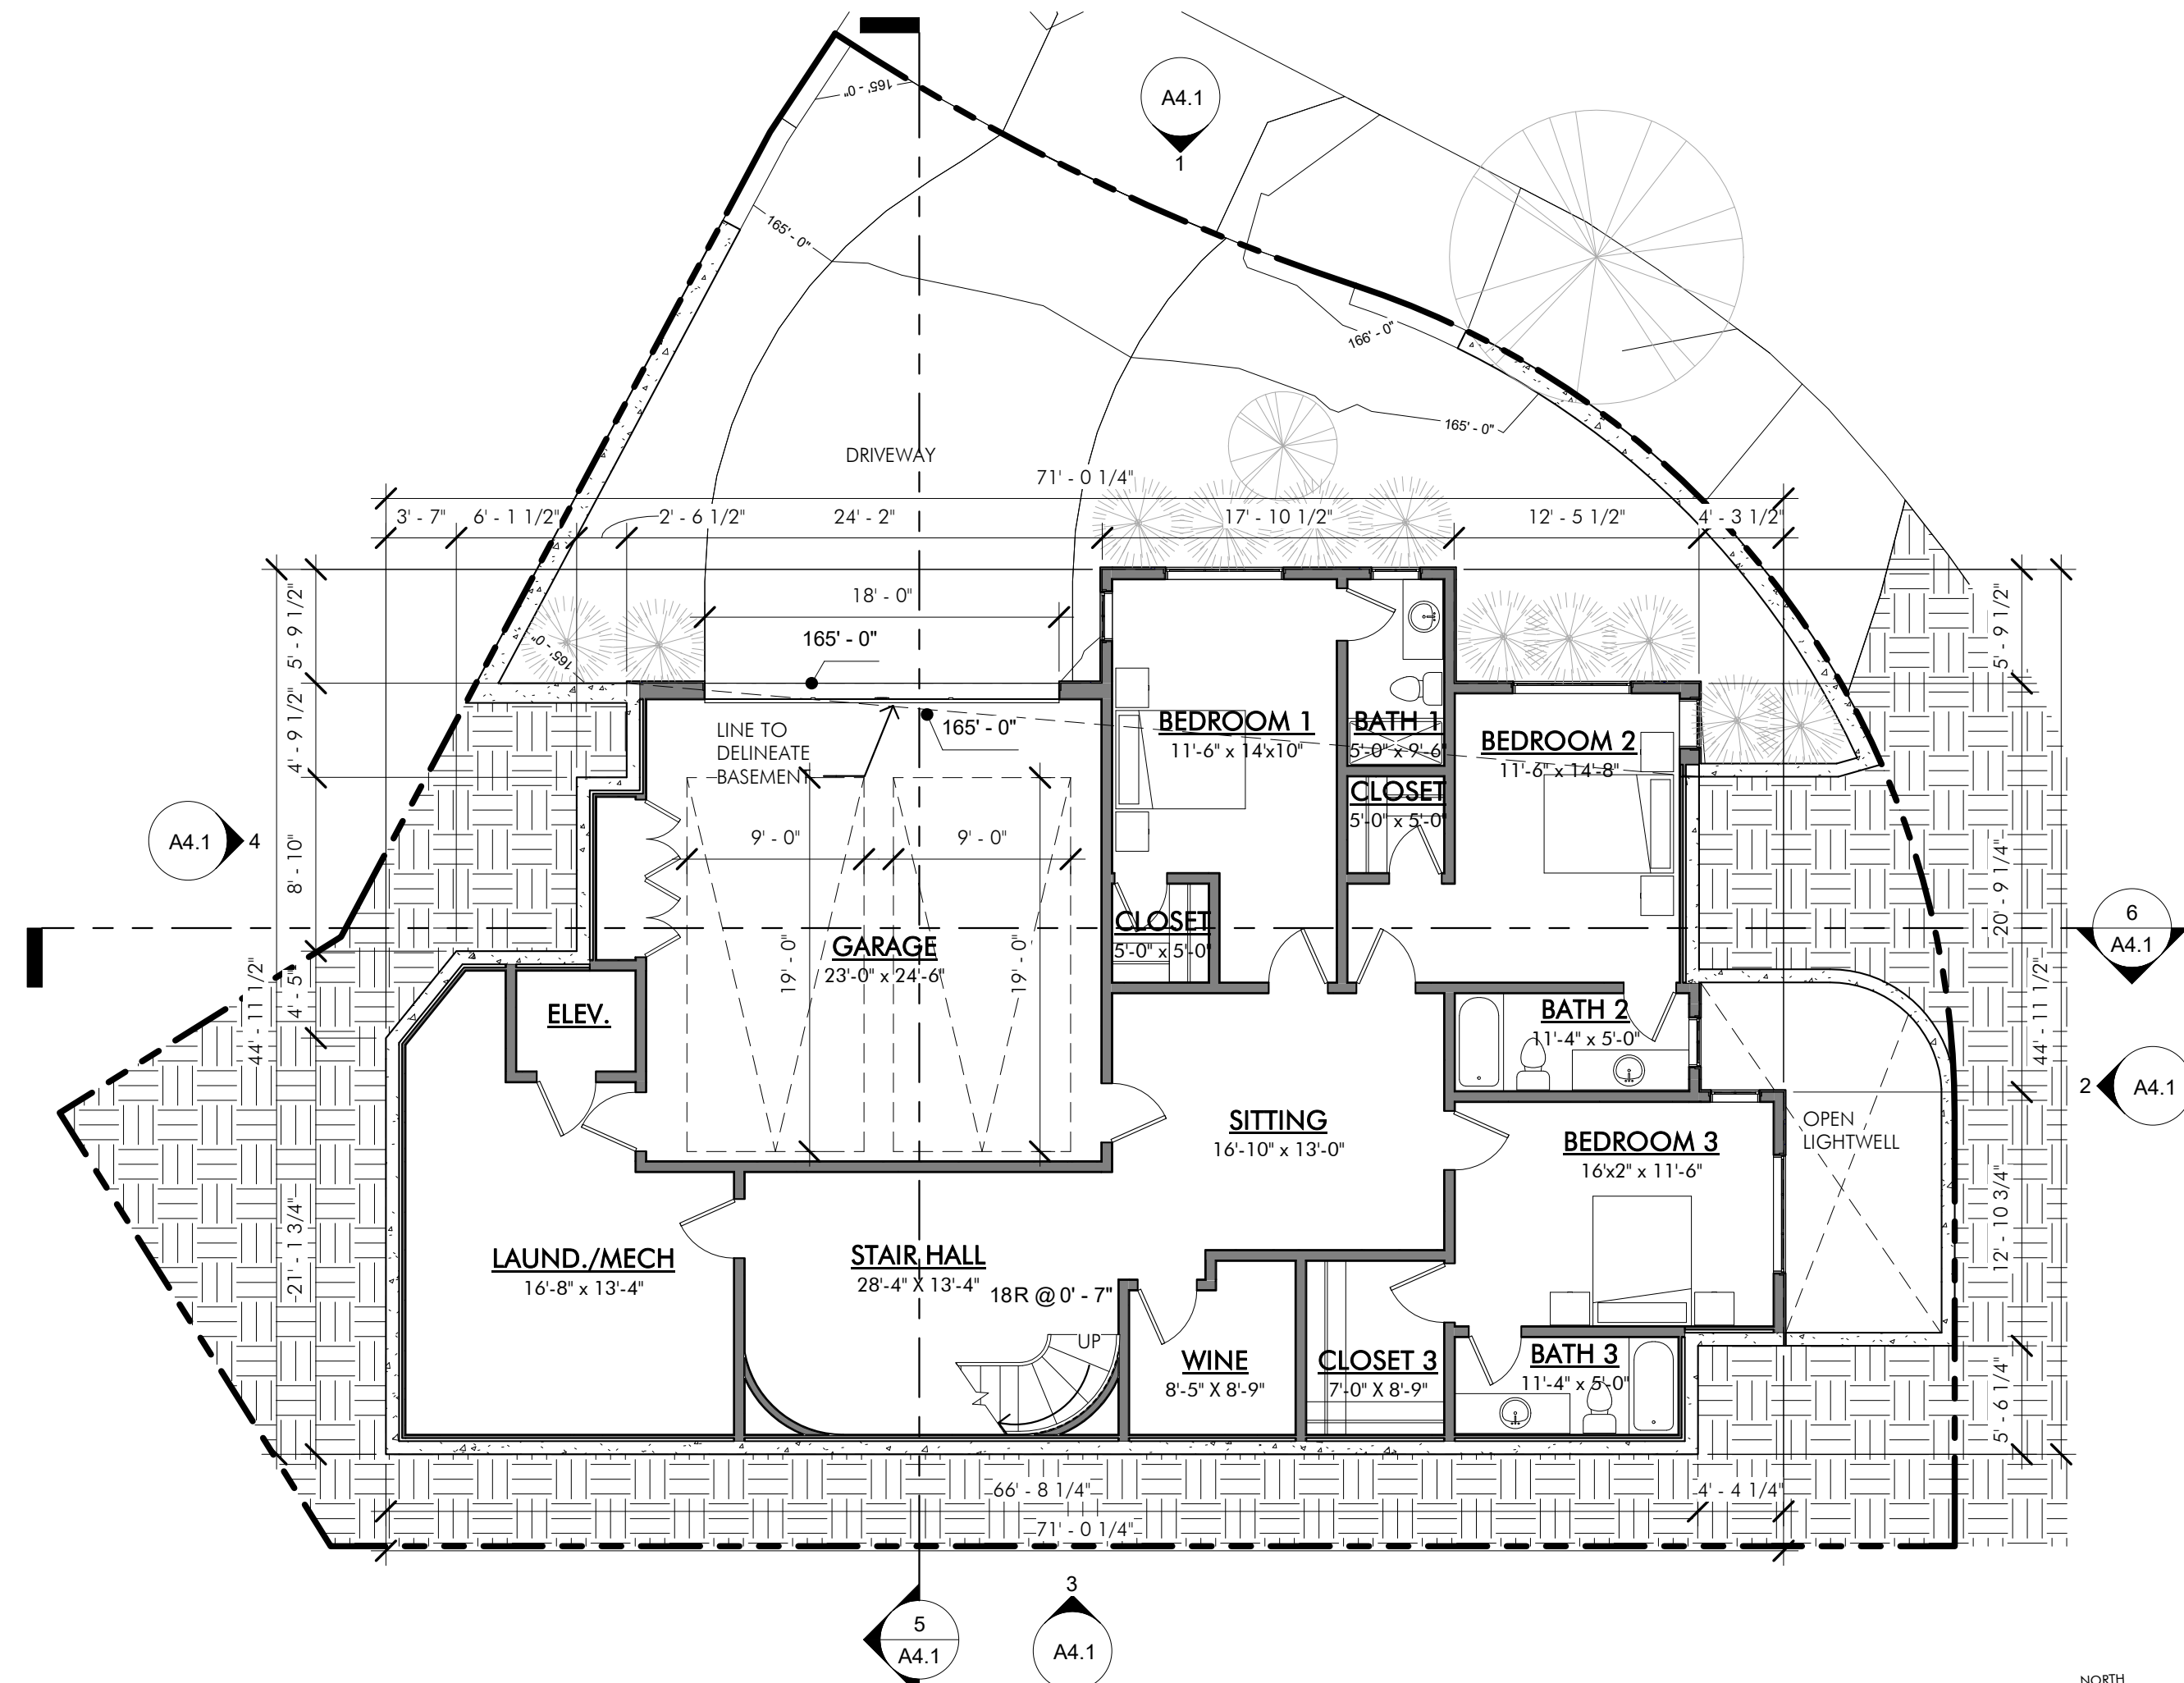 165' - 0"
A4.1
1
165' - 0"
166' - 0"
165' - 0"
DRIVEWAY
71' - 0 1/4"
3' - 7"
6' - 1 1/2"
2' - 6 1/2"
24' - 2"
17' - 10 1/2"
12' - 5 1/2"
4' - 3 1/2"
18' - 0"
165' - 0"
165' - 0"
165' - 0"
5' - 9 1/2"
4' - 9 1/2"
8' - 10"
4' - 5"
44' - 11 1/2"
21' - 1 3/4"
5' - 9 1/2"
20' - 9 1/4"
44' - 11 1/2"
12' - 10 3/4"
5' - 6 1/4"
LINE TO
DELINEATE
BASEMENT
BEDROOM 1
11'-6" x 14'x10"
BATH 1
5'-0" x 9'-6"
BEDROOM 2
11'-6" x 14'-8"
CLOSET
5'-0" x 5'-0"
A4.1
4
9' - 0"
9' - 0"
19' - 0"
19' - 0"
GARAGE
23'-0" x 24'-6"
CLOSET
5'-0" x 5'-0"
6
A4.1
ELEV.
BATH 2
11'-4" x 5'-0"
2
A4.1
SITTING
16'-10" x 13'-0"
OPEN
LIGHTWELL
BEDROOM 3
16'x2" x 11'-6"
LAUND./MECH
16'-8" x 13'-4"
STAIR HALL
28'-4" X 13'-4"
18R @ 0' - 7"
UP
WINE
8'-5" X 8'-9"
CLOSET 3
7'-0" X 8'-9"
BATH 3
11'-4" x 5'-0"
66' - 8 1/4"
4' - 4 1/4"
71' - 0 1/4"
5
A4.1
3
A4.1
NORTH